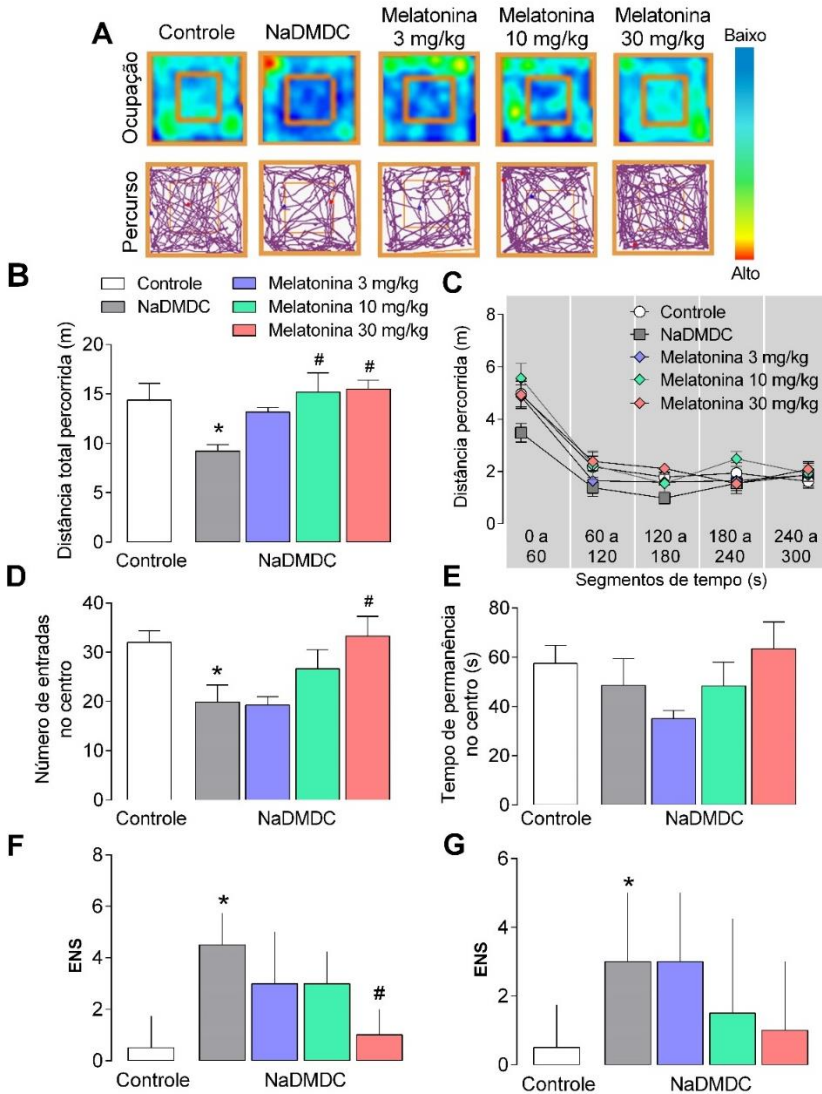 A
Controle
NaDMDC
Melatonina
3 mg/kg
Melatonina
10 mg/kg
Melatonina
30 mg/kg
Baixo
Ocupação
Percurso
Alto
B
Controle
NaDMDC
Melatonina 3 mg/kg
Melatonina 10 mg/kg
Melatonina 30 mg/kg
Distância total percorrida (m)
20
15
10
5
0
*
#
#
Controle
NaDMDC
C
Controle
NaDMDC
Melatonina 3 mg/kg
Melatonina 10 mg/kg
Melatonina 30 mg/kg
Distância percorrida (m)
8
6
4
2
0
0 a
60
60 a
120
120 a
180
180 a
240
240 a
300
Segmentos de tempo (s)
D
Número de entradas
no centro
40
30
20
10
0
*
#
Controle
NaDMDC
E
Tempo de permanência
no centro (s)
80
60
40
20
0
Controle
NaDMDC
F
ENS
8
6
4
2
0
*
#
Controle
NaDMDC
G
ENS
6
4
2
0
*
Controle
NaDMDC